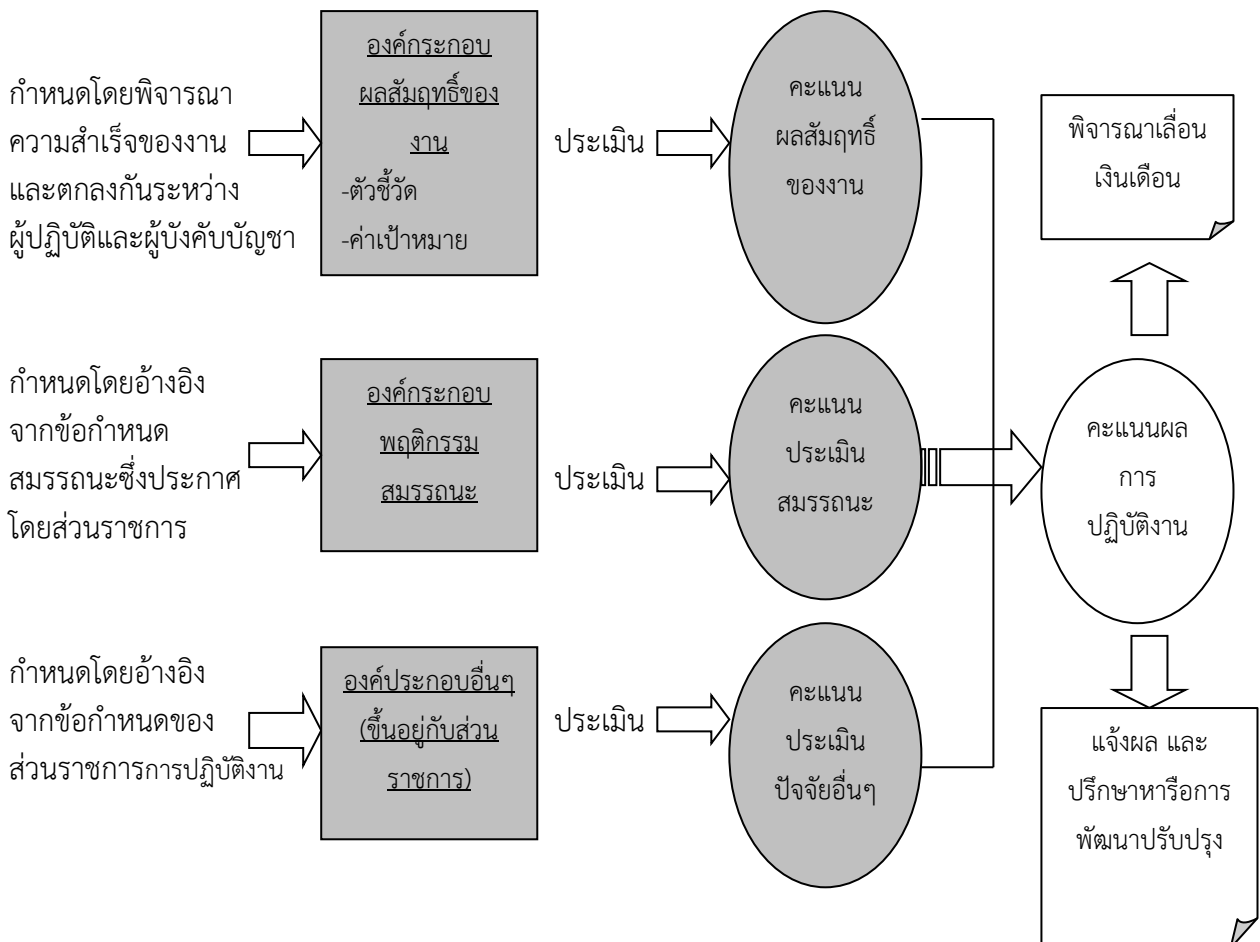 กำหนดโดยพิจารณา
ความสำเร็จของงาน
และตกลงกันระหว่าง
ผู้ปฏิบัติและผู้บังคับบัญชา
องค์กระกอบ
ผลสัมฤทธิ์ของ
งาน
-ตัวชี้วัด
-ค่าเป้าหมาย
ประเมิน
คะแนน
ผลสัมฤทธิ์
ของงาน
พิจารณาเลื่อน
เงินเดือน
กำหนดโดยอ้างอิง
จากข้อกำหนด
สมรรถนะซึ่งประกาศ
โดยส่วนราชการ
องค์กระกอบ
พฤติกรรม
สมรรถนะ
ประเมิน
คะแนน
ประเมิน
สมรรถนะ
คะแนนผล
การ
ปฏิบัติงาน
กำหนดโดยอ้างอิง
จากข้อกำหนดของ
ส่วนราชการการปฏิบัติงาน
องค์ประกอบอื่นๆ
(ขึ้นอยู่กับส่วน
ราชการ)
ประเมิน
คะแนน
ประเมิน
ปัจจัยอื่นๆ
แจ้งผล และ
ปรึกษาหารือการ
พัฒนาปรับปรุง